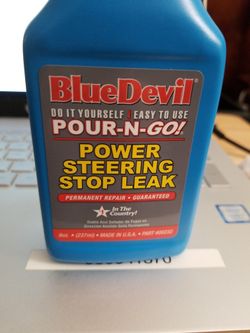 BlueDevil
DO IT YOURSELF! EASY TO USE
POUR-N-GO!
POWER
STEERING
STOP LEAK
PERMANENT REPAIR • GUARANTEED
1 In The
Country!
8oz. • (237ml) • MADE IN U.S.A. • PART #00232